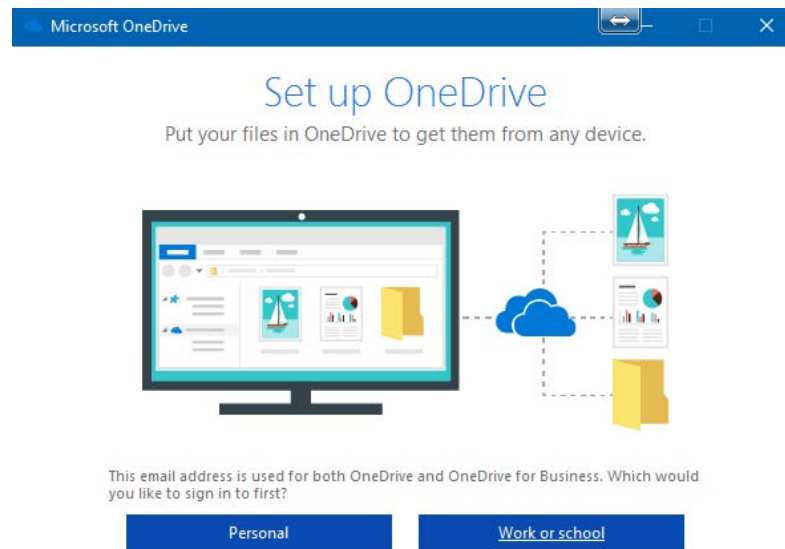 Microsoft OneDrive
Set up OneDrive
Put your files in OneDrive to get them from any device.
This email address is used for both OneDrive and OneDrive for Business. Which would
you like to sign in to first?
Personal
Work or school